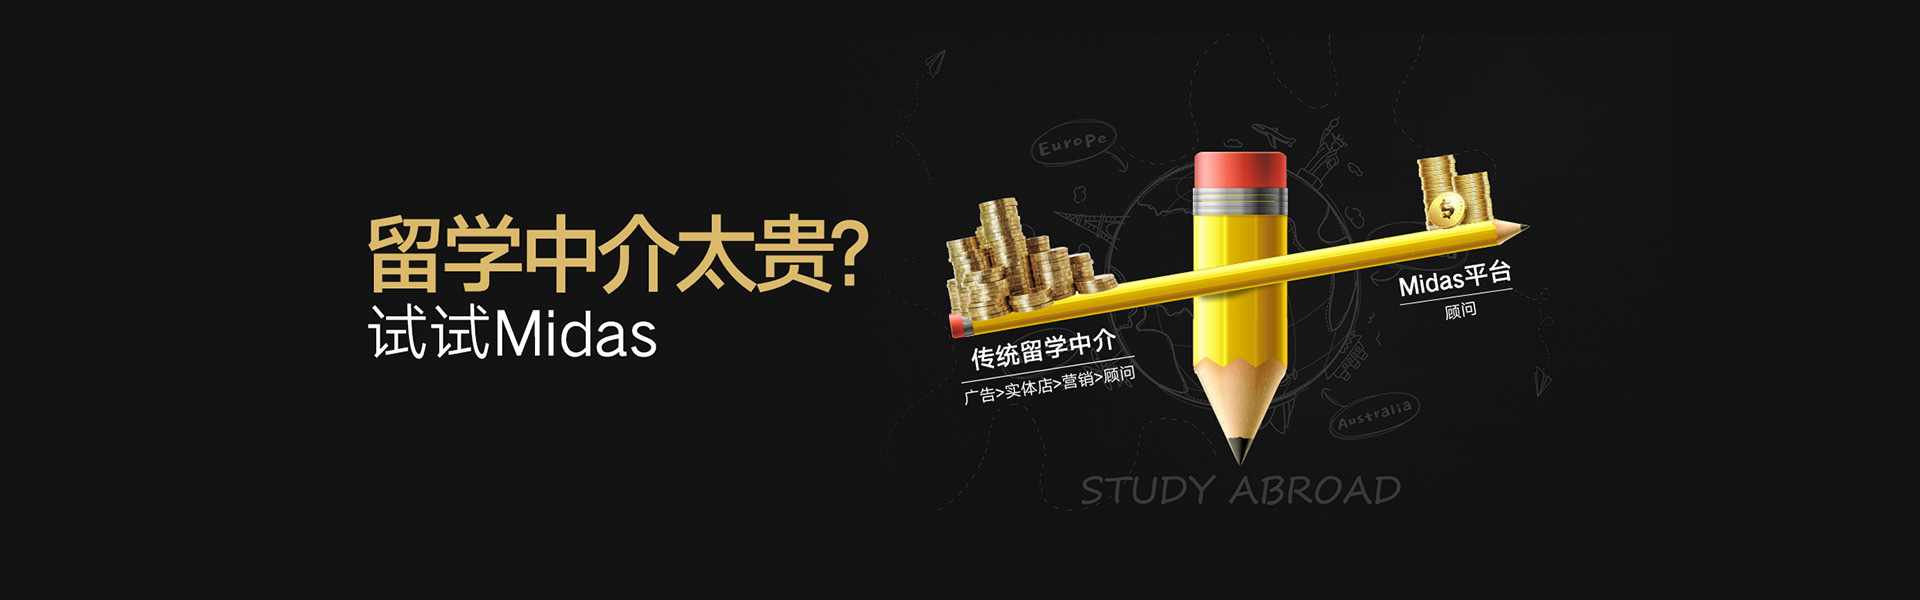 留学中介太贵?
试试Midas
Europe
传统留学中介
广告>实体店>营销>顾问
Midas平台
顾问
Australia
STUDY ABROAD